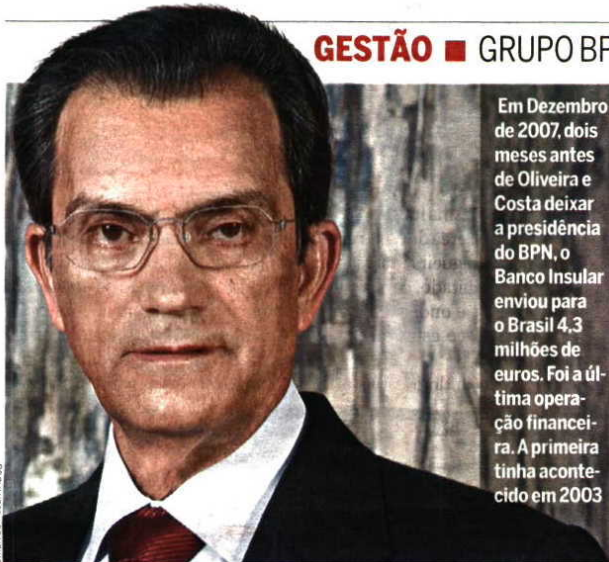 GESTÃO ■ GRUPO BP
Em Dezembro
de 2007, dois
meses antes
de Oliveira e
Costa deixar
a presidência
do BPN, o
Banco Insular
enviou para
o Brasil 4,3
milhões de
euros. Foi a úl-
tima opera-
ção financei-
ra. A primeira
tinha aconte-
cido em 2003